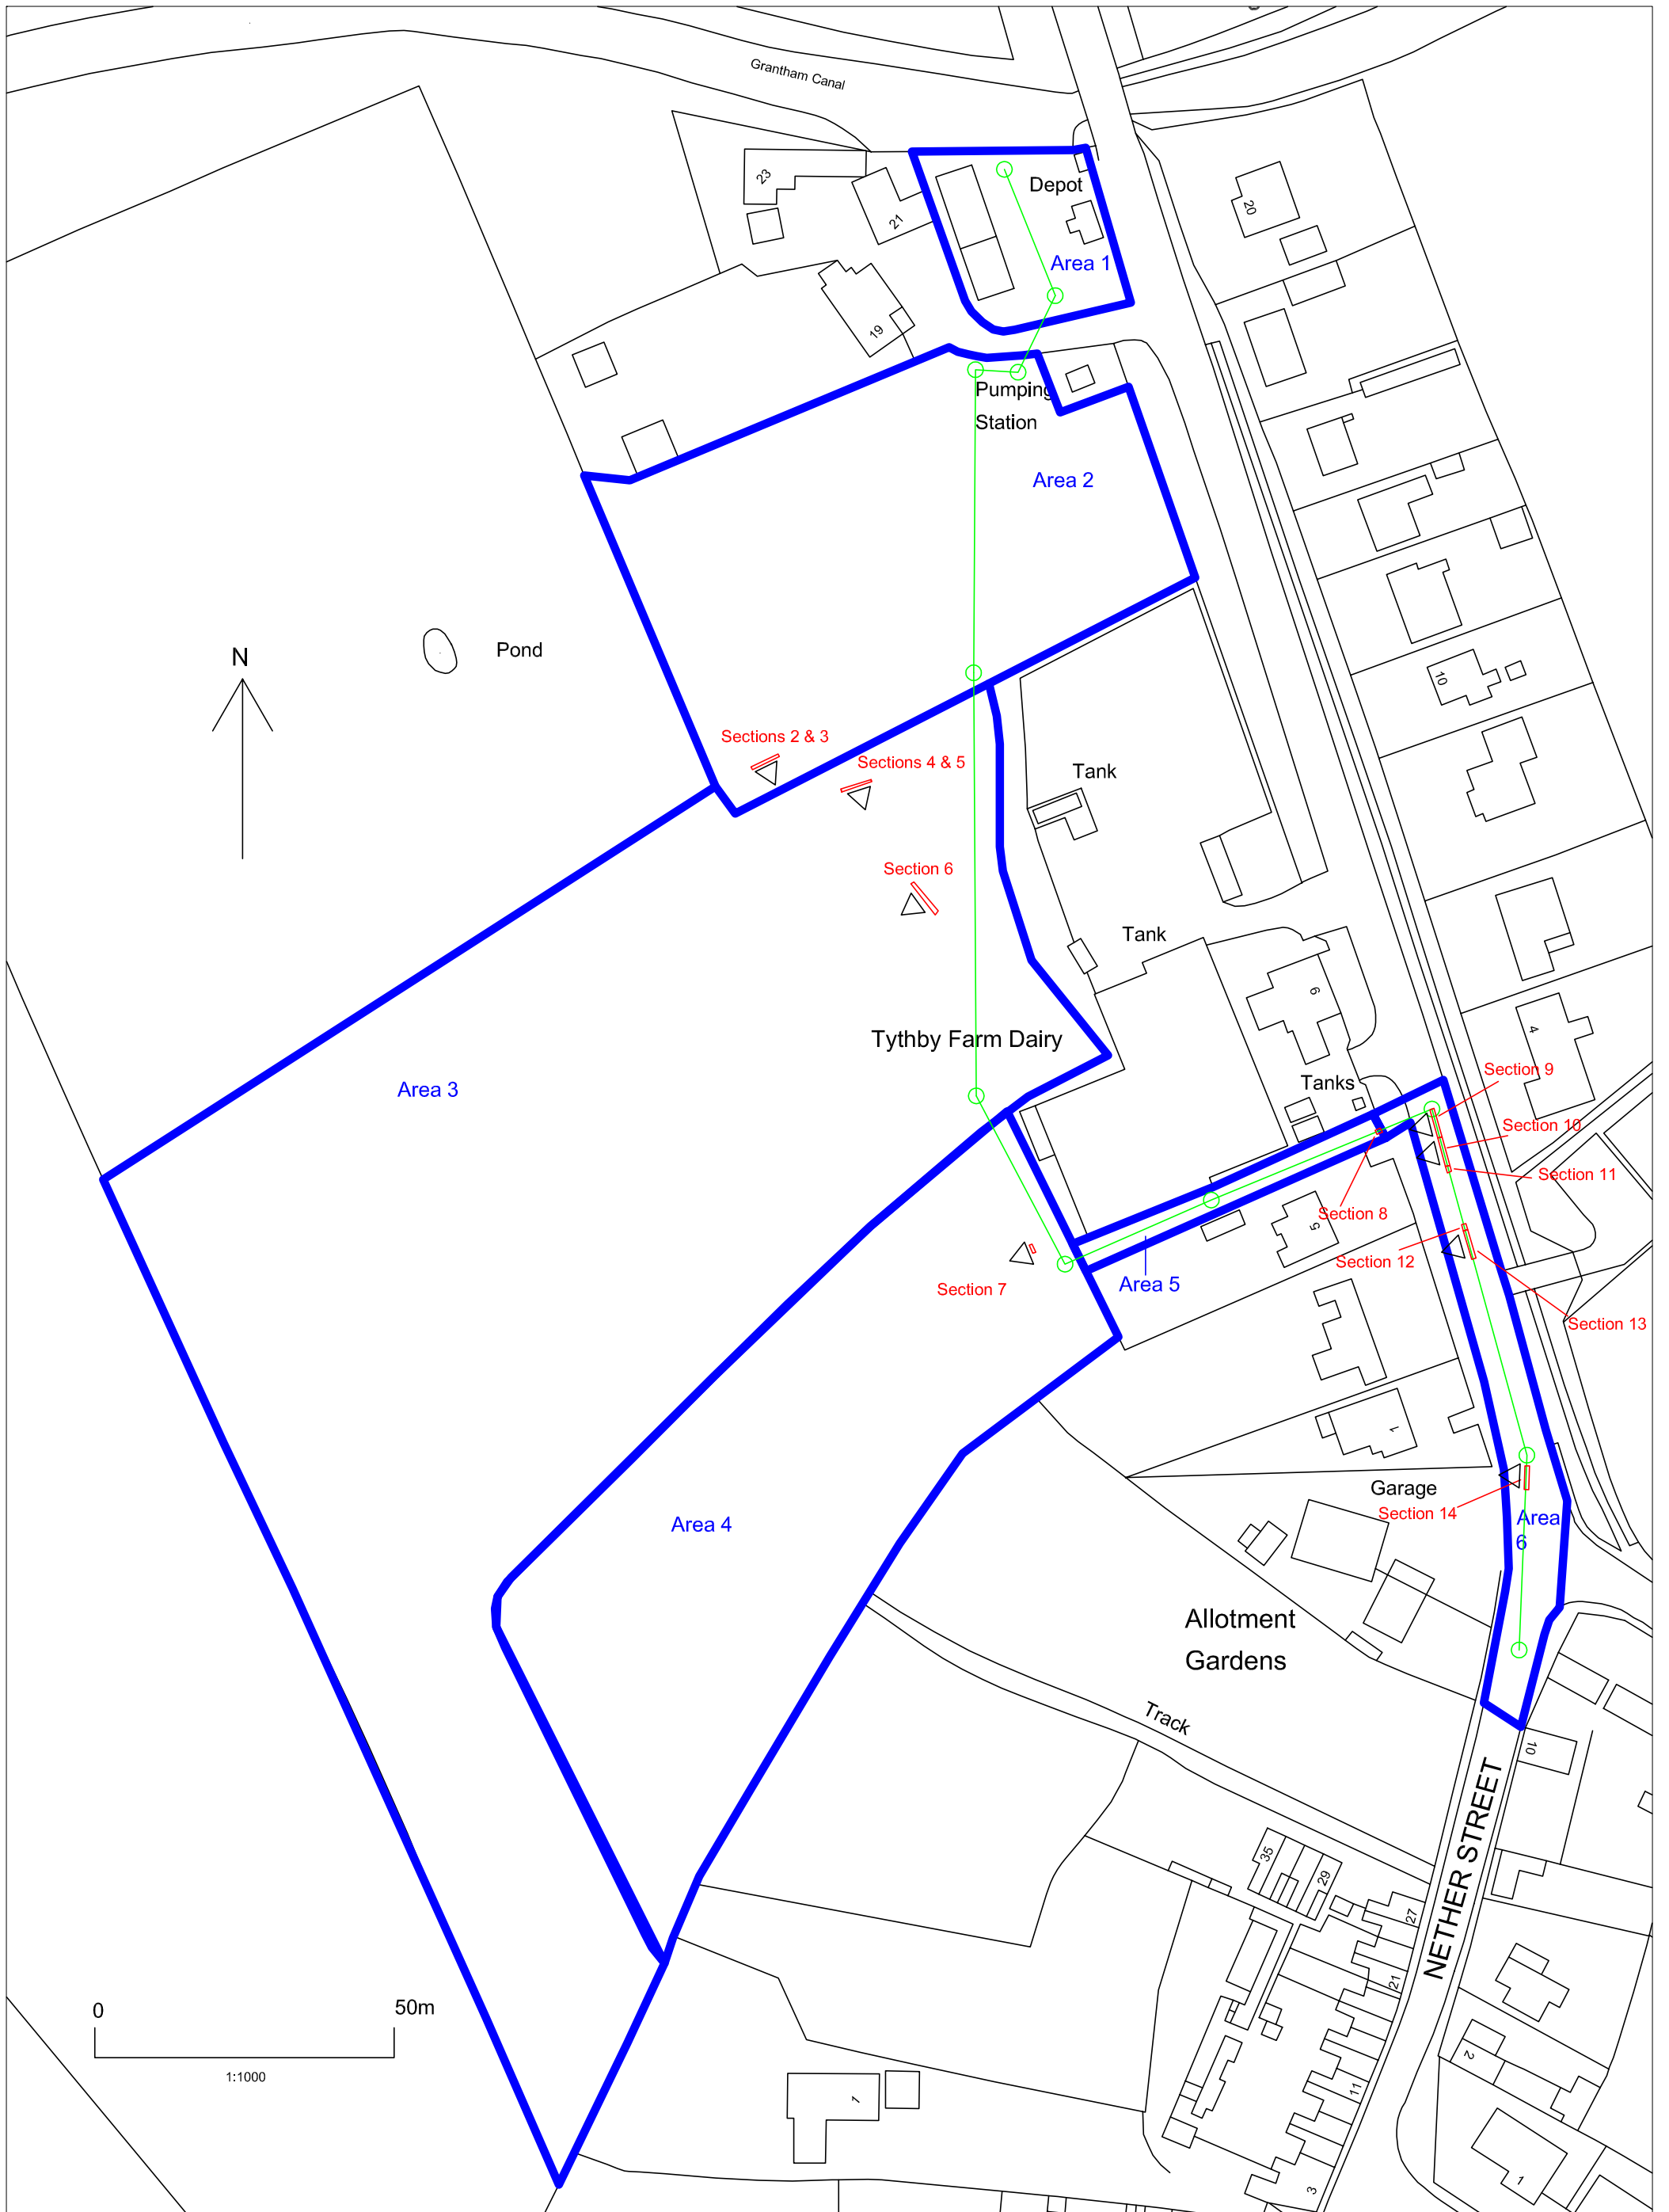 Grantham Canal
23
21
Depot
20
Area 1
19
Pumping
Station
Area 2
N
Pond
10
Sections 2 & 3
Sections 4 & 5
Tank
Section 6
Tank
6
4
Tythby Farm Dairy
Section 9
Tanks
Area 3
Section 10
Section 11
Section 8
5
Section 12
Area 5
Section 7
Section 13
1
Garage
Section 14
Area
6
Area 4
Allotment
Gardens
Track
10
NETHER STREET
35
29
27
21
0
50m
1:1000
2
11
1
1
3